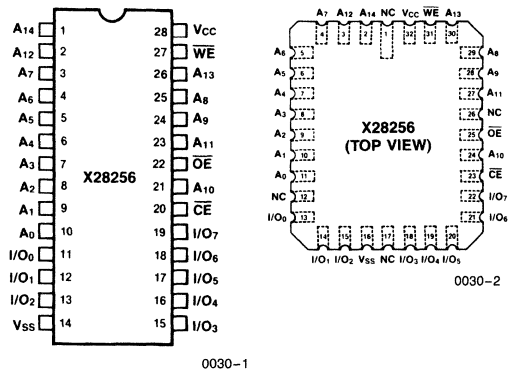 A14 1 28 VCC
A12 2 27 WE
A7 3 26 A13
A6 4 25 A8
A5 5 24 A9
A4 6 23 A11
A3 7 22 OE
X28256
A2 8 21 A10
A1 9 20 CE
A0 10 19 I/O7
I/O0 11 18 I/O6
I/O1 12 17 I/O5
I/O2 13 16 I/O4
VSS 14 15 I/O3
0030-1
A7 A12 A14 NC VCC WE A13
4 3 2 1 32 31 30
A6 5 29 A8
A5 6 28 A9
A4 7 27 A11
A3 8 26 NC
X28256
(TOP VIEW)
A2 9 25 OE
A1 10 24 A10
A0 11 23 CE
NC 12 22 I/O7
I/O0 13 21 I/O6
14 15 16 17 18 19 20
I/O1 I/O2 VSS NC I/O3 I/O4 I/O5
0030-2